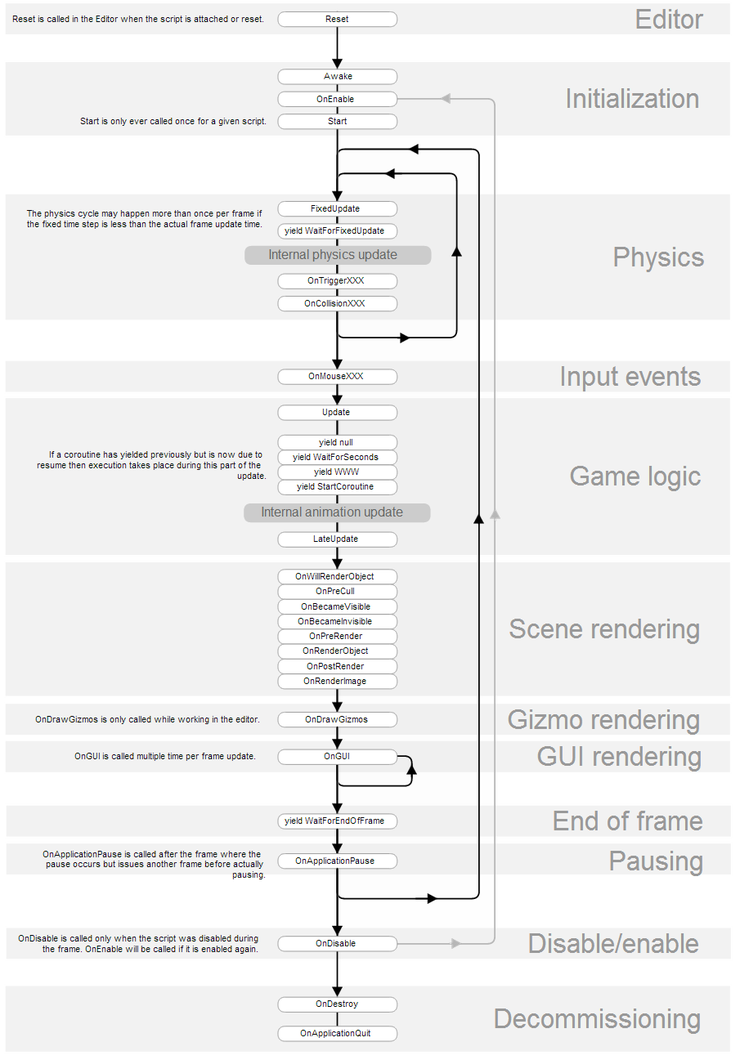 Reset is called in the Editor when the script is attached or reset.
Reset
Editor
Awake
OnEnable
Initialization
Start is only ever called once for a given script.
Start
FixedUpdate
The physics cycle may happen more than once per frame if
the fixed time step is less than the actual frame update time.
yield WaitForFixedUpdate
Internal physics update
Physics
OnTriggerXXX
OnCollisionXXX
OnMouseXXX
Input events
Update
yield null
If a coroutine has yielded previously but is now due to
resume then execution takes place during this part of the
update.
yield WaitForSeconds
yield WWW
yield StartCoroutine
Game logic
Internal animation update
LateUpdate
OnWillRenderObject
OnPreCull
OnBecameVisible
OnBecameInvisible
OnPreRender
OnRenderObject
OnPostRender
OnRenderImage
Scene rendering
OnDrawGizmos is only called while working in the editor.
OnDrawGizmos
Gizmo rendering
OnGUI is called multiple time per frame update.
OnGUI
GUI rendering
yield WaitForEndOfFrame
End of frame
OnApplicationPause is called after the frame where the
pause occurs but issues another frame before actually
pausing.
OnApplicationPause
Pausing
OnDisable is called only when the script was disabled during
the frame. OnEnable will be called if it is enabled again.
OnDisable
Disable/enable
OnDestroy
OnApplicationQuit
Decommissioning